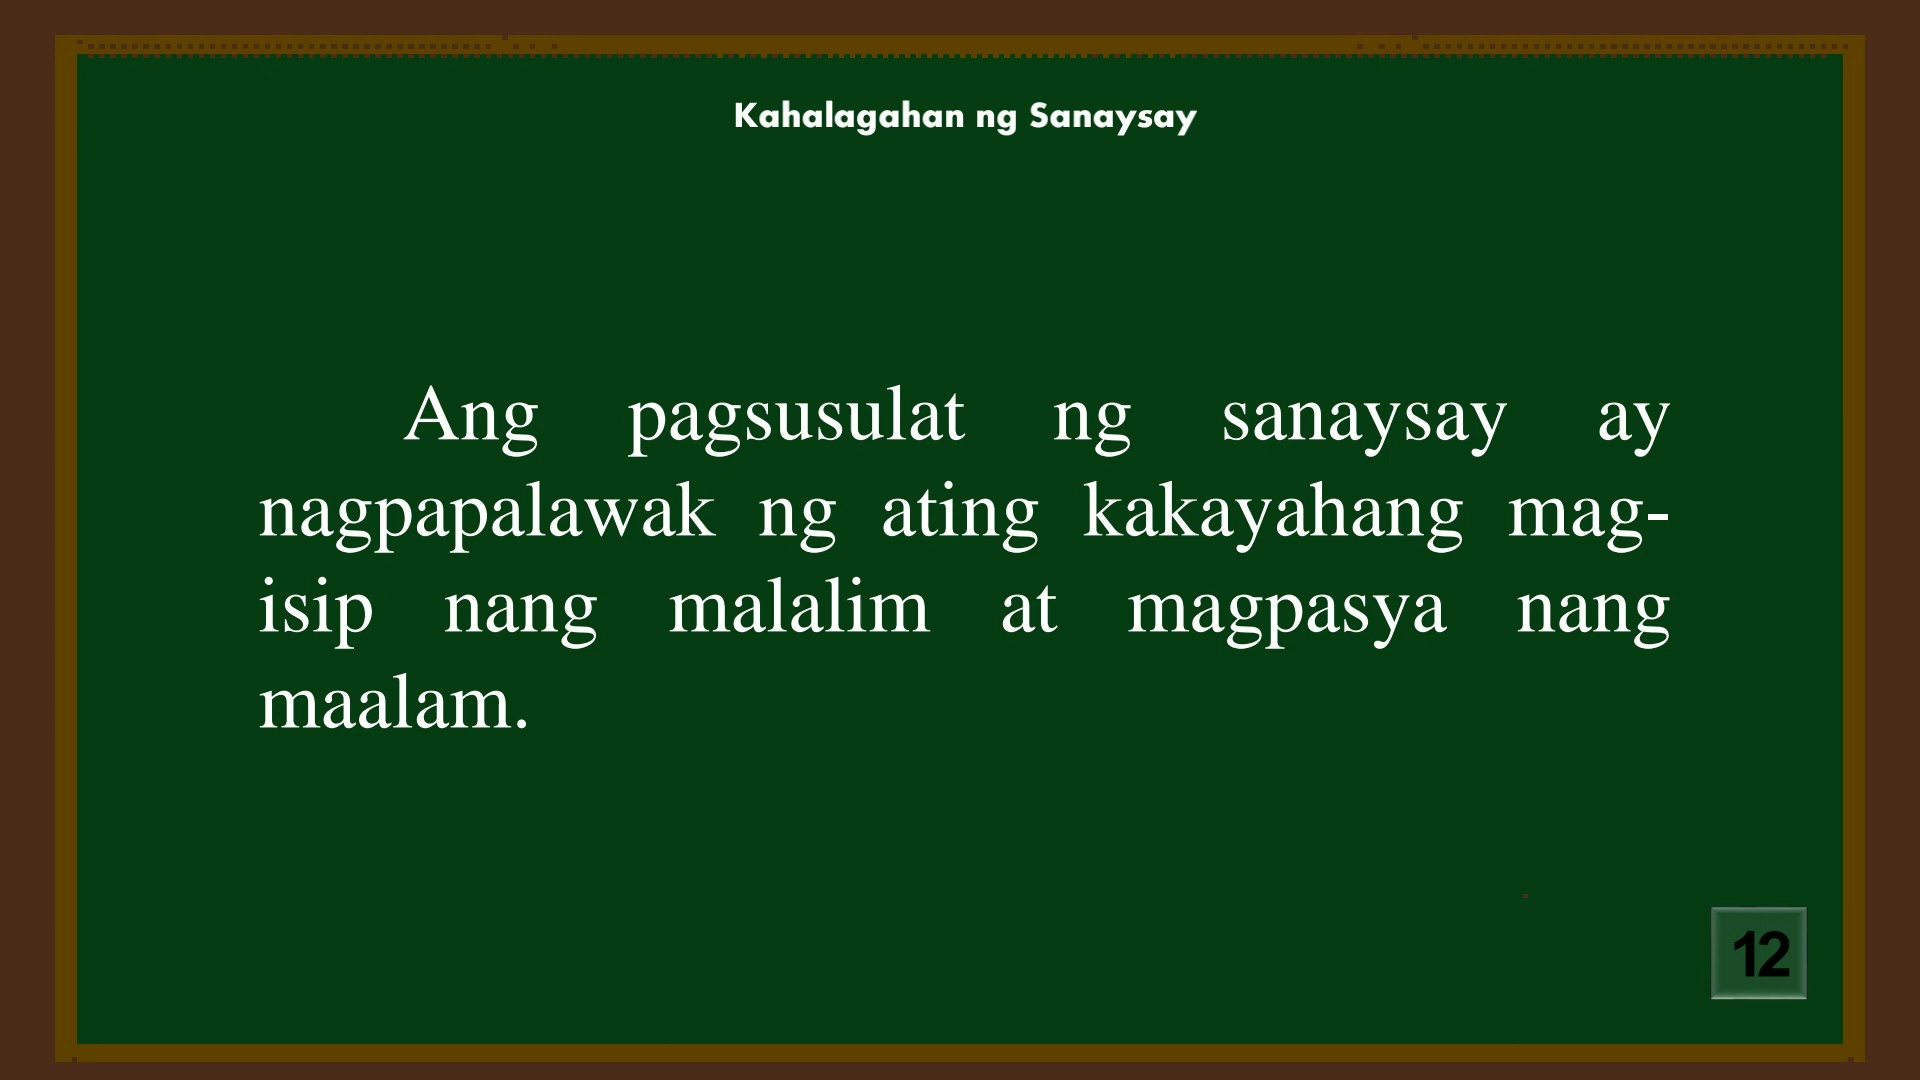 Kahalagahan ng Sanaysay
Ang pagsusulat ng sanaysay ay
nagpapalawak ng ating kakayahang mag-
isip nang malalim at magpasya nang
maalam.
12